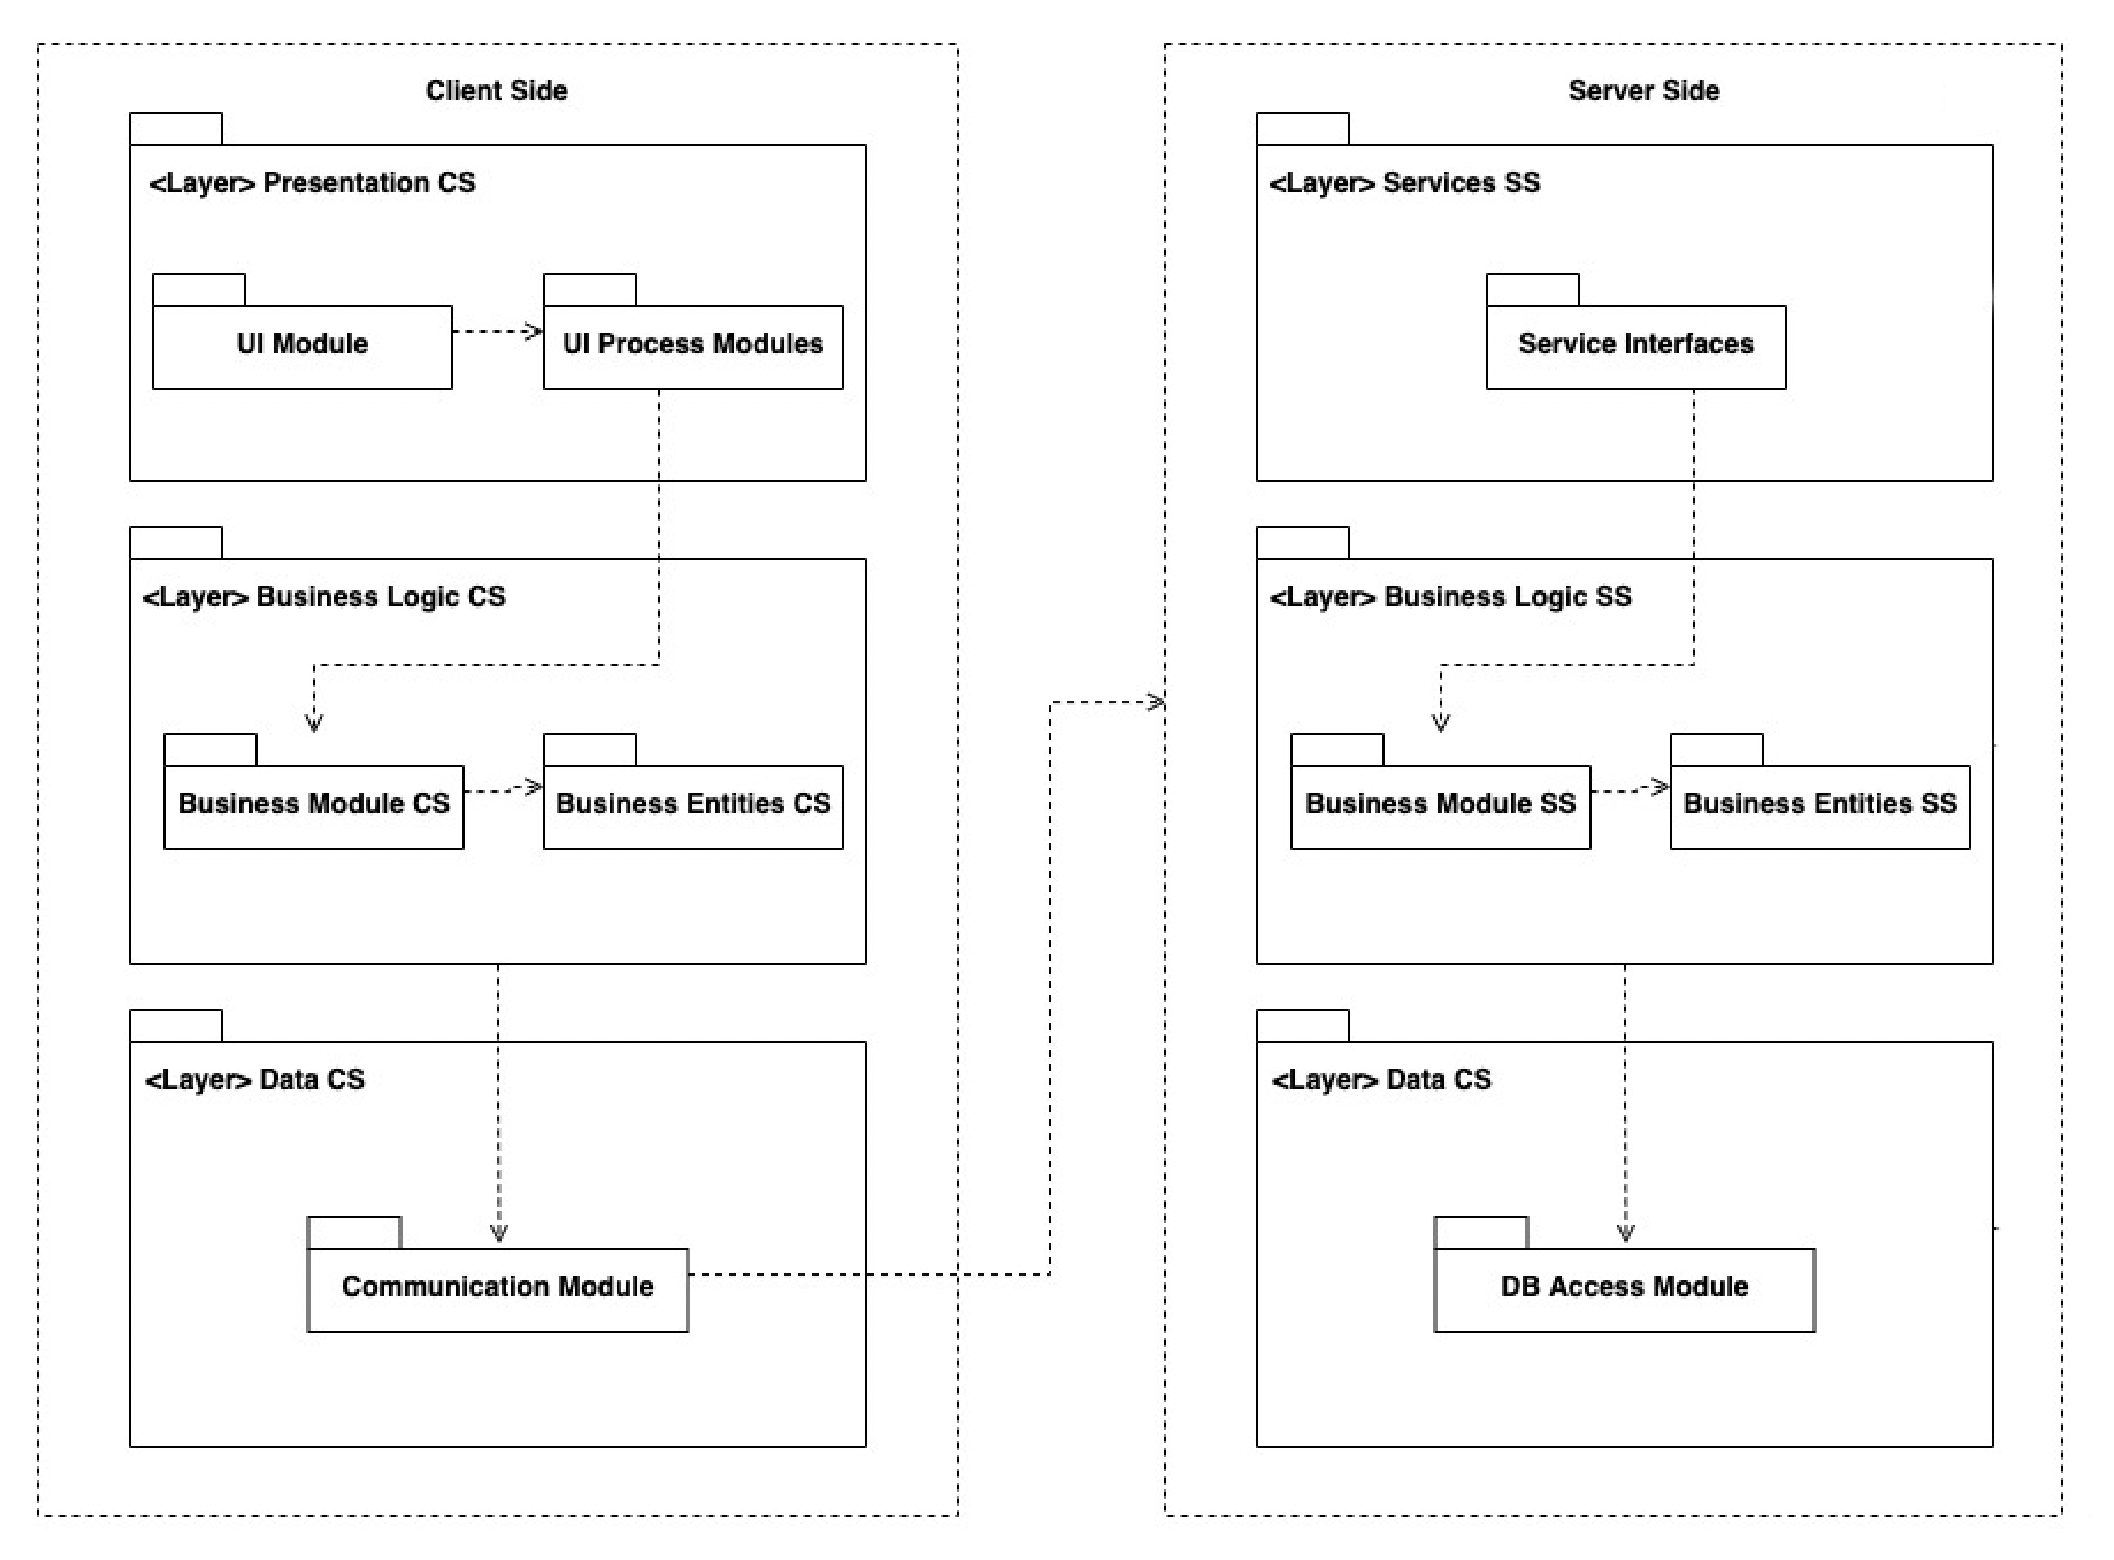 Client Side
<Layer> Presentation CS
UI Module
UI Process Modules
<Layer> Business Logic CS
Business Module CS
Business Entities CS
<Layer> Data CS
Communication Module
Server Side
<Layer> Services SS
Service Interfaces
<Layer> Business Logic SS
Business Module SS
Business Entities SS
<Layer> Data CS
DB Access Module